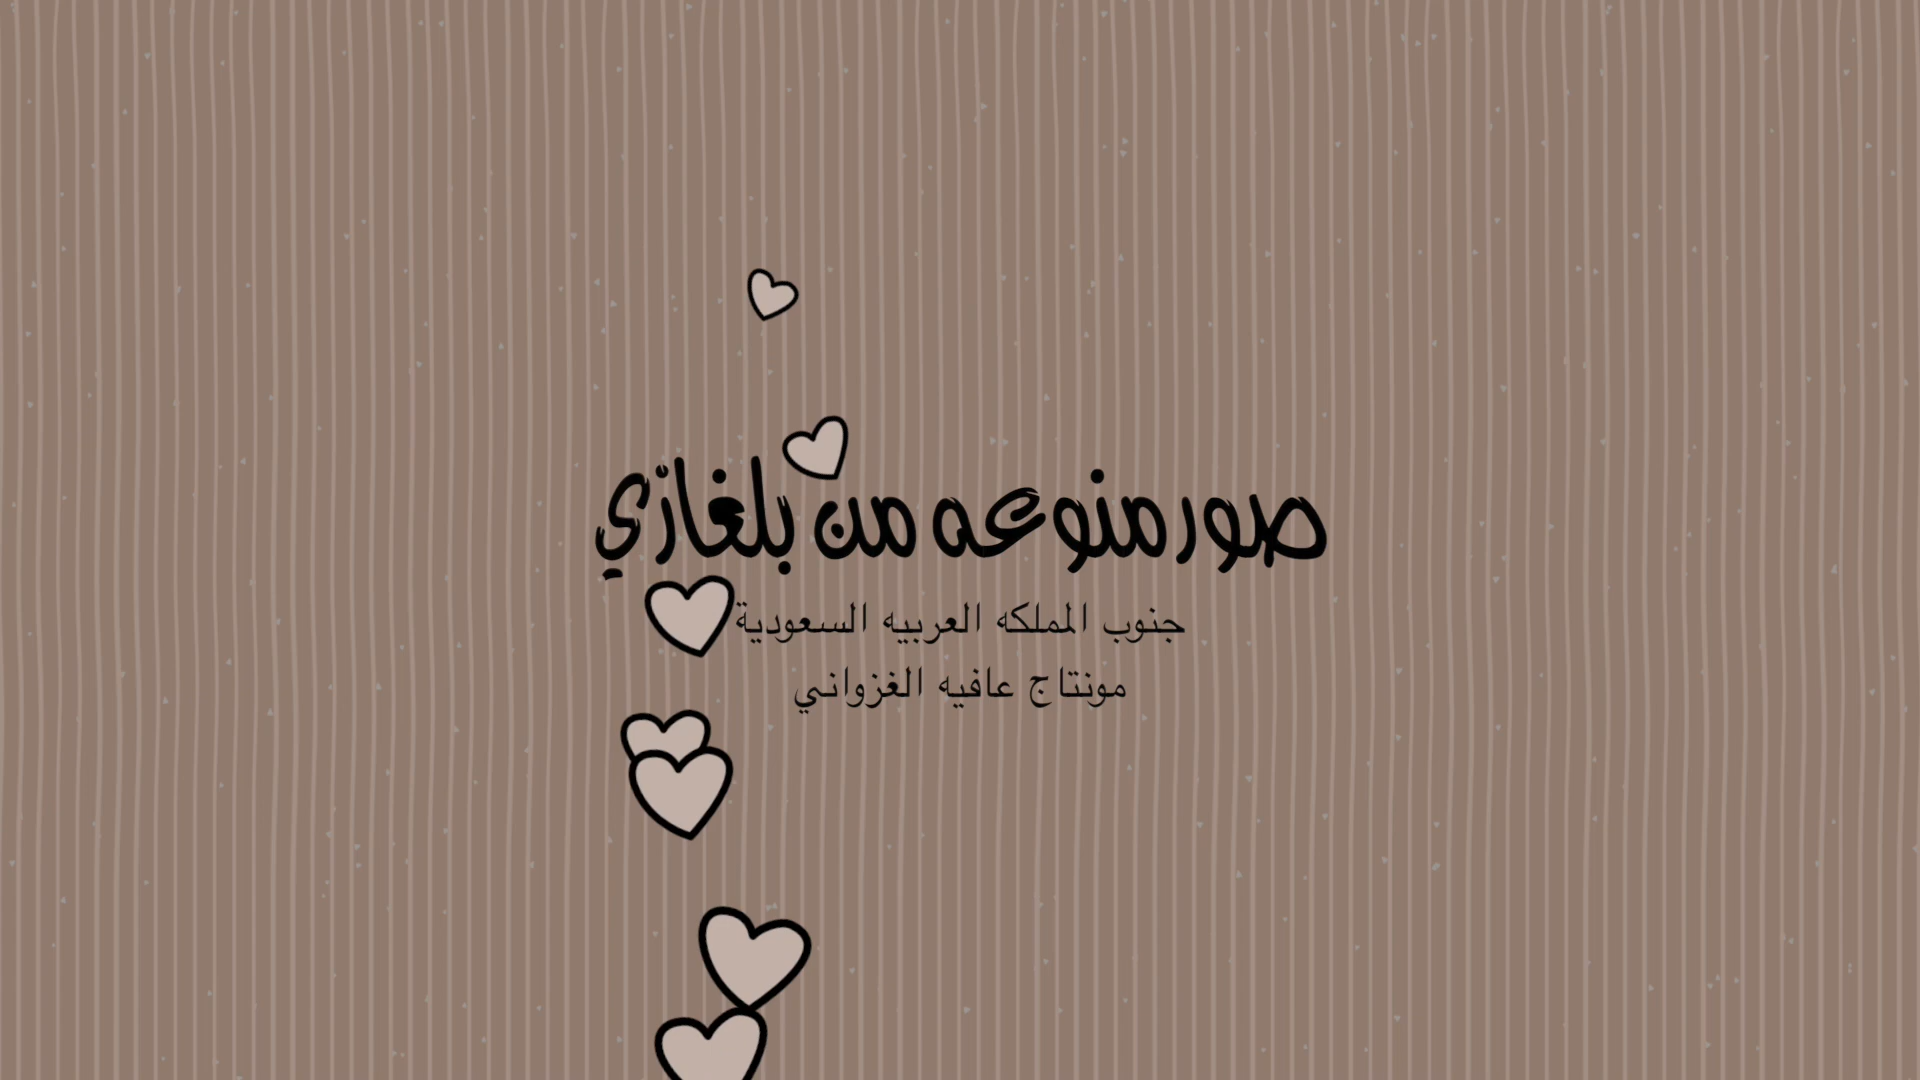 صور منوعه من بلغازي
جنوب المملكه العربيه السعودية
مونتاج عافيه الغزواني